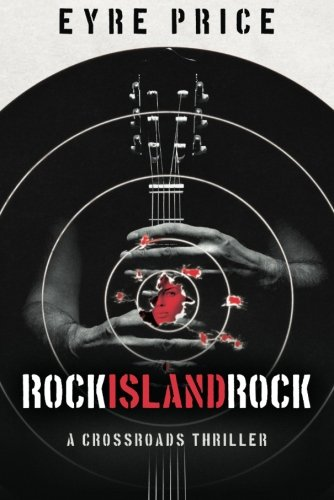 EYRE PRICE
ROCKISLANDROCK
A CROSSROADS THRILLER